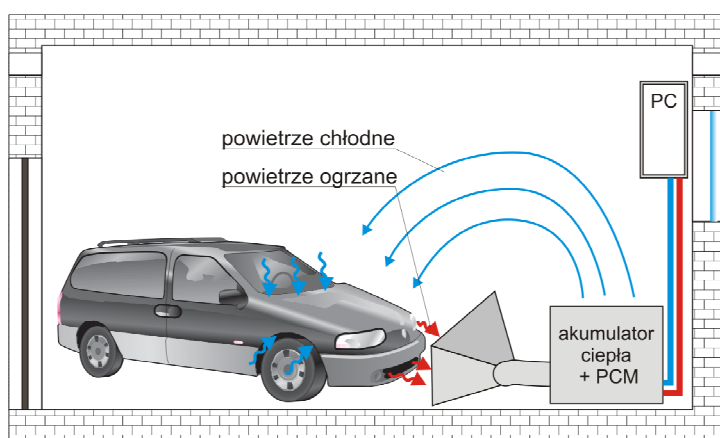 PC
powietrze chłodne
powietrze ogrzane
akumulator
ciepła
+ PCM